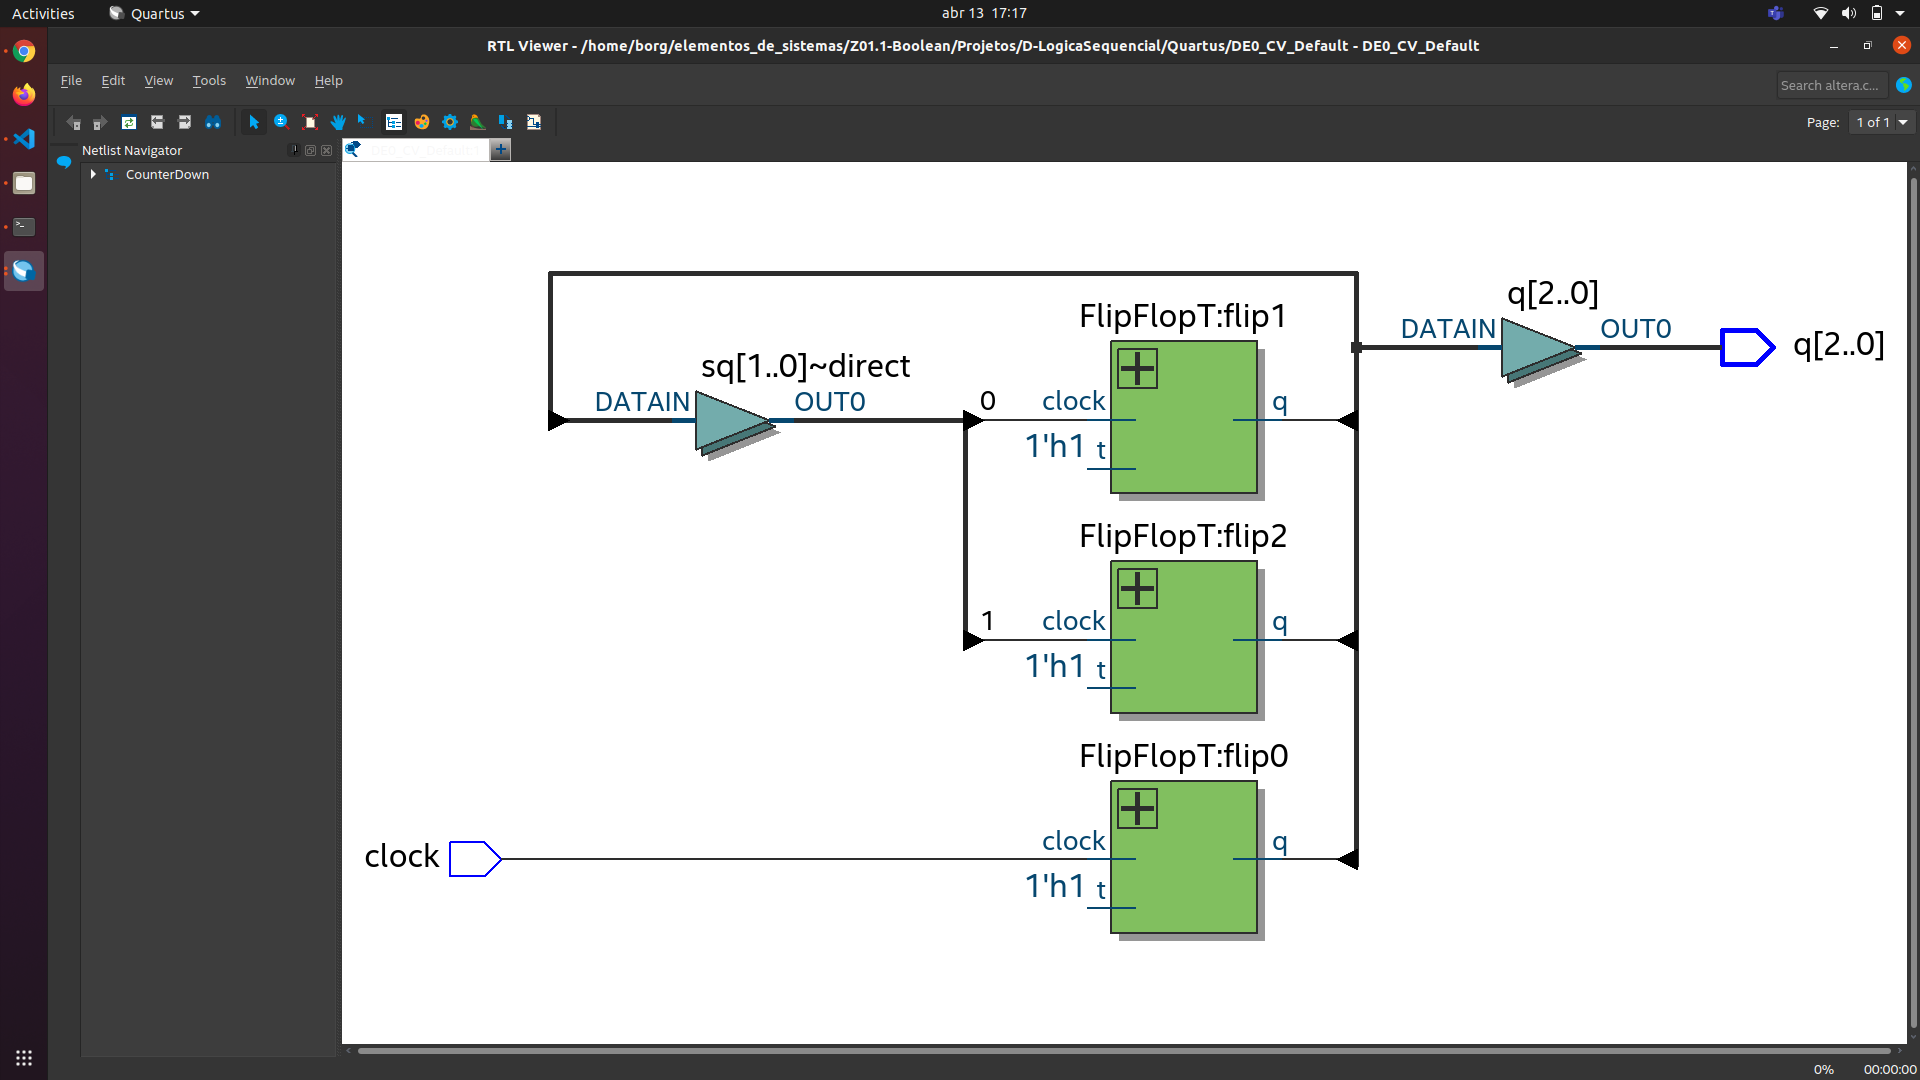 Activities
Quartus
abr 13 17:17
RTL Viewer - /home/borg/elementos_de_sistemas/Z01.1-Boolean/Projetos/D-LogicaSequencial/Quartus/DE0_CV_Default - DE0_CV_Default
File Edit View Tools Window Help
Search altera.c...
Page: 1 of 1
Netlist Navigator
CounterDown
q[2..0]
FlipFlopT:flip1
DATAIN OUT0
q[2..0]
sq[1..0]~direct
DATAIN OUT0
0 clock q
1'h1 t
FlipFlopT:flip2
1 clock q
1'h1 t
FlipFlopT:flip0
clock
clock q
1'h1 t
0% 00:00:00